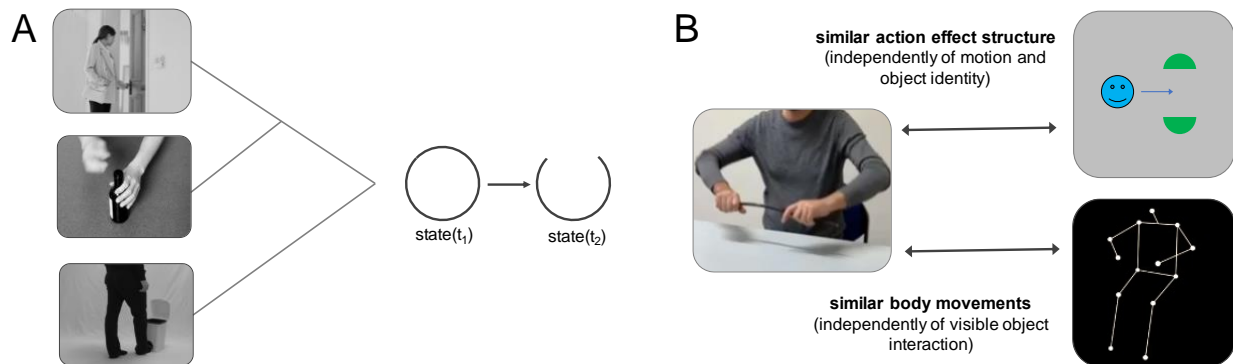 A
state(t1)
state(t2)
B
similar action effect structure
(independently of motion and
object identity)
similar body movements
(independently of visible object
interaction)